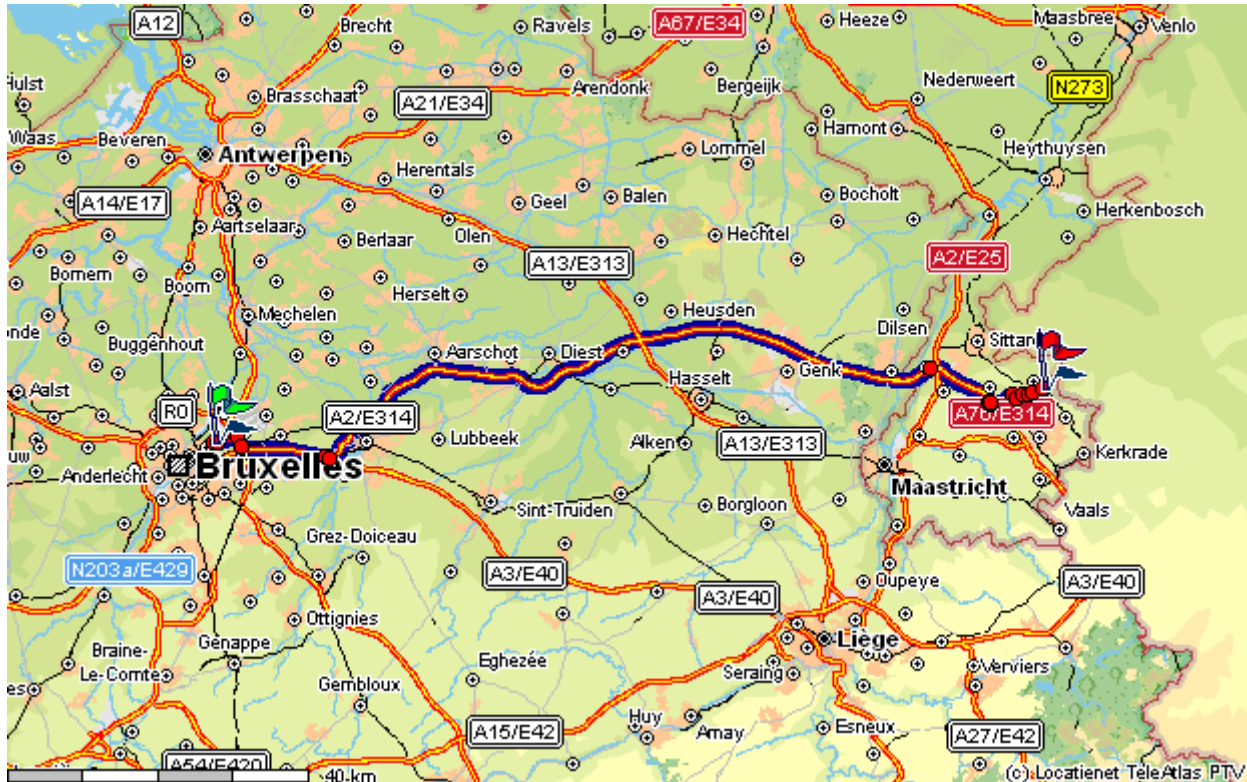 A12
Brecht
Ravels
A67/E34
Heeze
Maasbree
Venlo
Hulst
Brasschaat
A21/E34
Arendonk
Bergeijk
Nederweert
N273
Waas
Beveren
Antwerpen
Herentals
Lommel
Hamont
Heythuysen
A14/E17
Geel
Balen
Bocholt
Herkenbosch
Aartselaar
Berlaar
Olen
Hechtel
A2/E25
Bornem
Boom
A13/E313
Herselt
onde
Buggenhout
Mechelen
Heusden
Dilsen
Sittar
Aalst
Aarschot
Diest
Genk
R0
A2/E314
Hasselt
A76/E314
uw
Anderlecht
Bruxelles
Lubbeek
Alken
A13/E313
Kerkrade
Maastricht
Sint-Truiden
Borgloon
Vaals
Grez-Doiceau
N203a/E429
A3/E40
A3/E40
Oupeye
A3/E40
Ottignies
Genappe
Liège
Braine-
Le-Comte
Eghezée
Seraing
Verviers
es
Gembloux
Huy
Amay
Esneux
A15/E42
A27/E42
A54/E420
40 km
(c) Locatienet TeleAtlas PTV